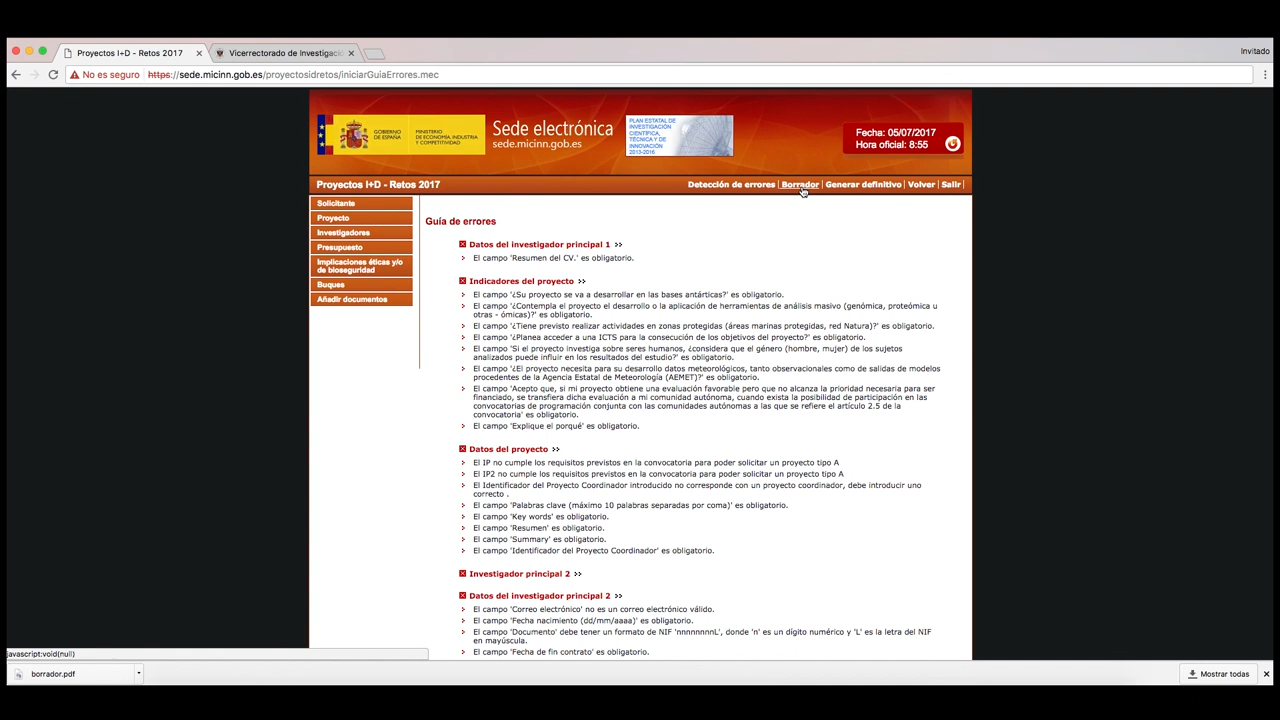 Proyectos I+D - Retos 2017
Vicerrectorado de Investigació
Invitado
No es seguro
https://sede.micinn.gob.es/proyectosidretos/iniciarGuiaErrores.mec
GOBIERNO DE ESPAÑA
MINISTERIO DE ECONOMÍA, INDUSTRIA Y COMPETITIVIDAD
Sede electrónica
sede.micinn.gob.es
PLAN ESTATAL DE
INVESTIGACIÓN
CIENTÍFICA,
TÉCNICA Y DE
INNOVACIÓN
2013-2016
Fecha: 05/07/2017
Hora oficial: 8:55
Proyectos I+D - Retos 2017
Detección de errores | Borrador | Generar definitivo | Volver | Salir |
Solicitante
Proyecto
Investigadores
Presupuesto
Implicaciones éticas y/o
de bioseguridad
Buques
Añadir documentos
Guía de errores
Datos del investigador principal 1 >>
El campo 'Resumen del CV.' es obligatorio.
Indicadores del proyecto >>
El campo '¿Su proyecto se va a desarrollar en las bases antárticas?' es obligatorio.
El campo '¿Contempla el proyecto el desarrollo o la aplicación de herramientas de análisis masivo (genómica, proteómica u
otras - ómicas)?' es obligatorio.
El campo '¿Tiene previsto realizar actividades en zonas protegidas (áreas marinas protegidas, red Natura)?' es obligatorio.
El campo '¿Planea acceder a una ICTS para la consecución de los objetivos del proyecto?' es obligatorio.
El campo 'Si el proyecto investiga sobre seres humanos, ¿considera que el género (hombre, mujer) de los sujetos
analizados puede influir en los resultados del estudio?' es obligatorio.
El campo '¿El proyecto necesita para su desarrollo datos meteorológicos, tanto observacionales como de salidas de modelos
procedentes de la Agencia Estatal de Meteorología (AEMET)?' es obligatorio.
El campo 'Acepto que, si mi proyecto obtiene una evaluación favorable pero que no alcanza la prioridad necesaria para ser
financiado, se transfiera dicha evaluación a mi comunidad autónoma, cuando exista la posibilidad de participación en las
convocatorias de programación conjunta con las comunidades autónomas a las que se refiere el artículo 2.5 de la
convocatoria' es obligatorio.
El campo 'Explique el porqué' es obligatorio.
Datos del proyecto >>
El IP no cumple los requisitos previstos en la convocatoria para poder solicitar un proyecto tipo A
El IP2 no cumple los requisitos previstos en la convocatoria para poder solicitar un proyecto tipo A
El Identificador del Proyecto Coordinador introducido no corresponde con un proyecto coordinador, debe introducir uno
correcto .
El campo 'Palabras clave (máximo 10 palabras separadas por coma)' es obligatorio.
El campo 'Key words' es obligatorio.
El campo 'Resumen' es obligatorio.
El campo 'Summary' es obligatorio.
El campo 'Identificador del Proyecto Coordinador' es obligatorio.
Investigador principal 2 >>
Datos del investigador principal 2 >>
El campo 'Correo electrónico' no es un correo electrónico válido.
El campo 'Fecha nacimiento (dd/mm/aaaa)' es obligatorio.
El campo 'Documento' debe tener un formato de NIF 'nnnnnnnnL', donde 'n' es un dígito numérico y 'L' es la letra del NIF
en mayúscula.
El campo 'Fecha de fin contrato' es obligatorio.
javascript:void(null)
borrador.pdf
Mostrar todas